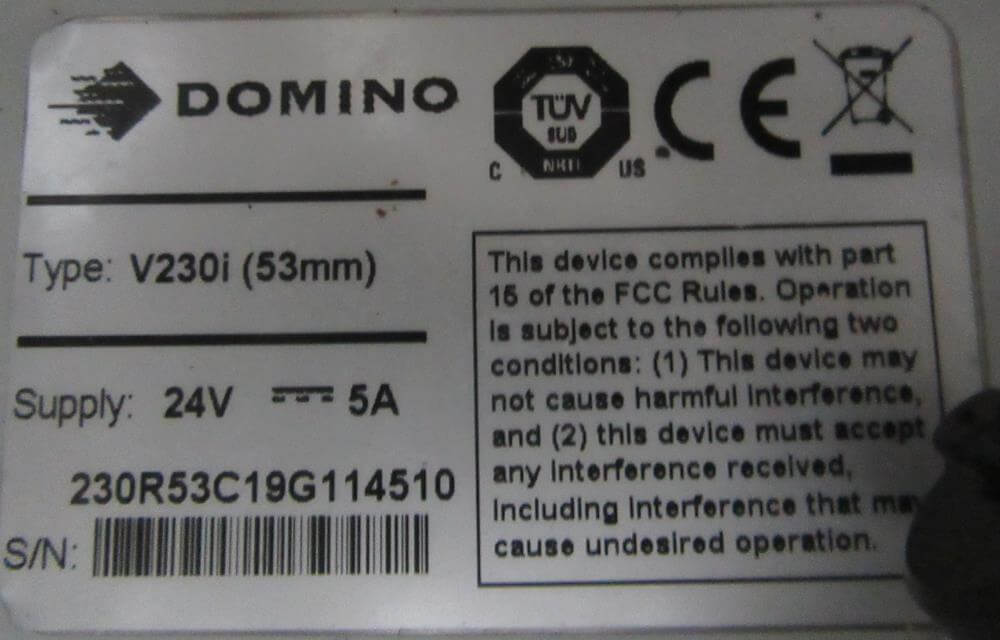 DOMINO
TÜV
SUD
C US
CE
Type: V230i (53mm)
Supply: 24V 5A
230R53C19G114510
S/N:
This device complies with part
15 of the FCC Rules. Operation
is subject to the following two
conditions: (1) This device may
not cause harmful interference,
and (2) this device must accept
any interference received,
including interference that may
cause undesired operation.